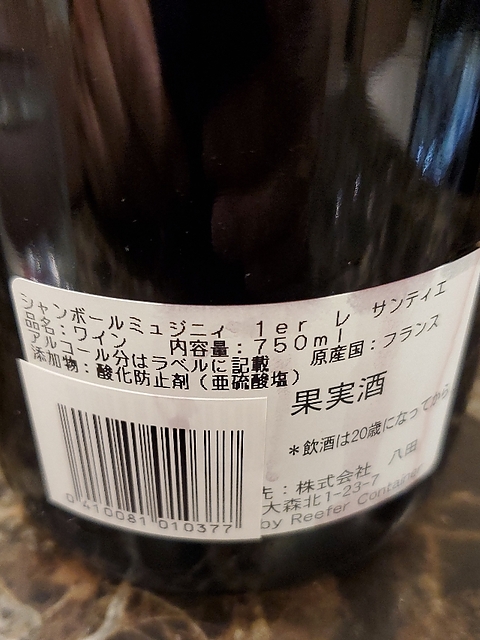 シャンボールミュジニィ 1er レ サンティエ
品名:ワイン 内容量:750ml 原産国:フランス
アルコール分はラベルに記載
添加物:酸化防止剤(亜硫酸塩)
果実酒
*飲酒は20歳になってから
先:株式会社 八田
大森北1-23-7
by Reefer Container
0410081 010377